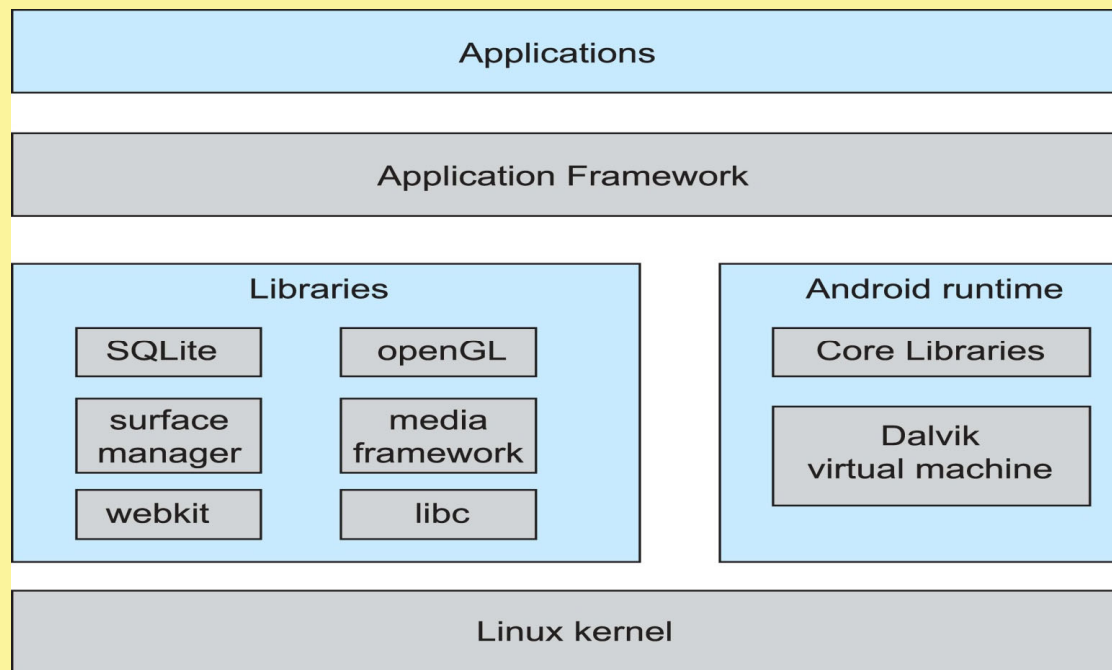 Applications
Application Framework
Libraries
SQLite
openGL
surface
manager
media
framework
webkit
libc
Android runtime
Core Libraries
Dalvik
virtual machine
Linux kernel